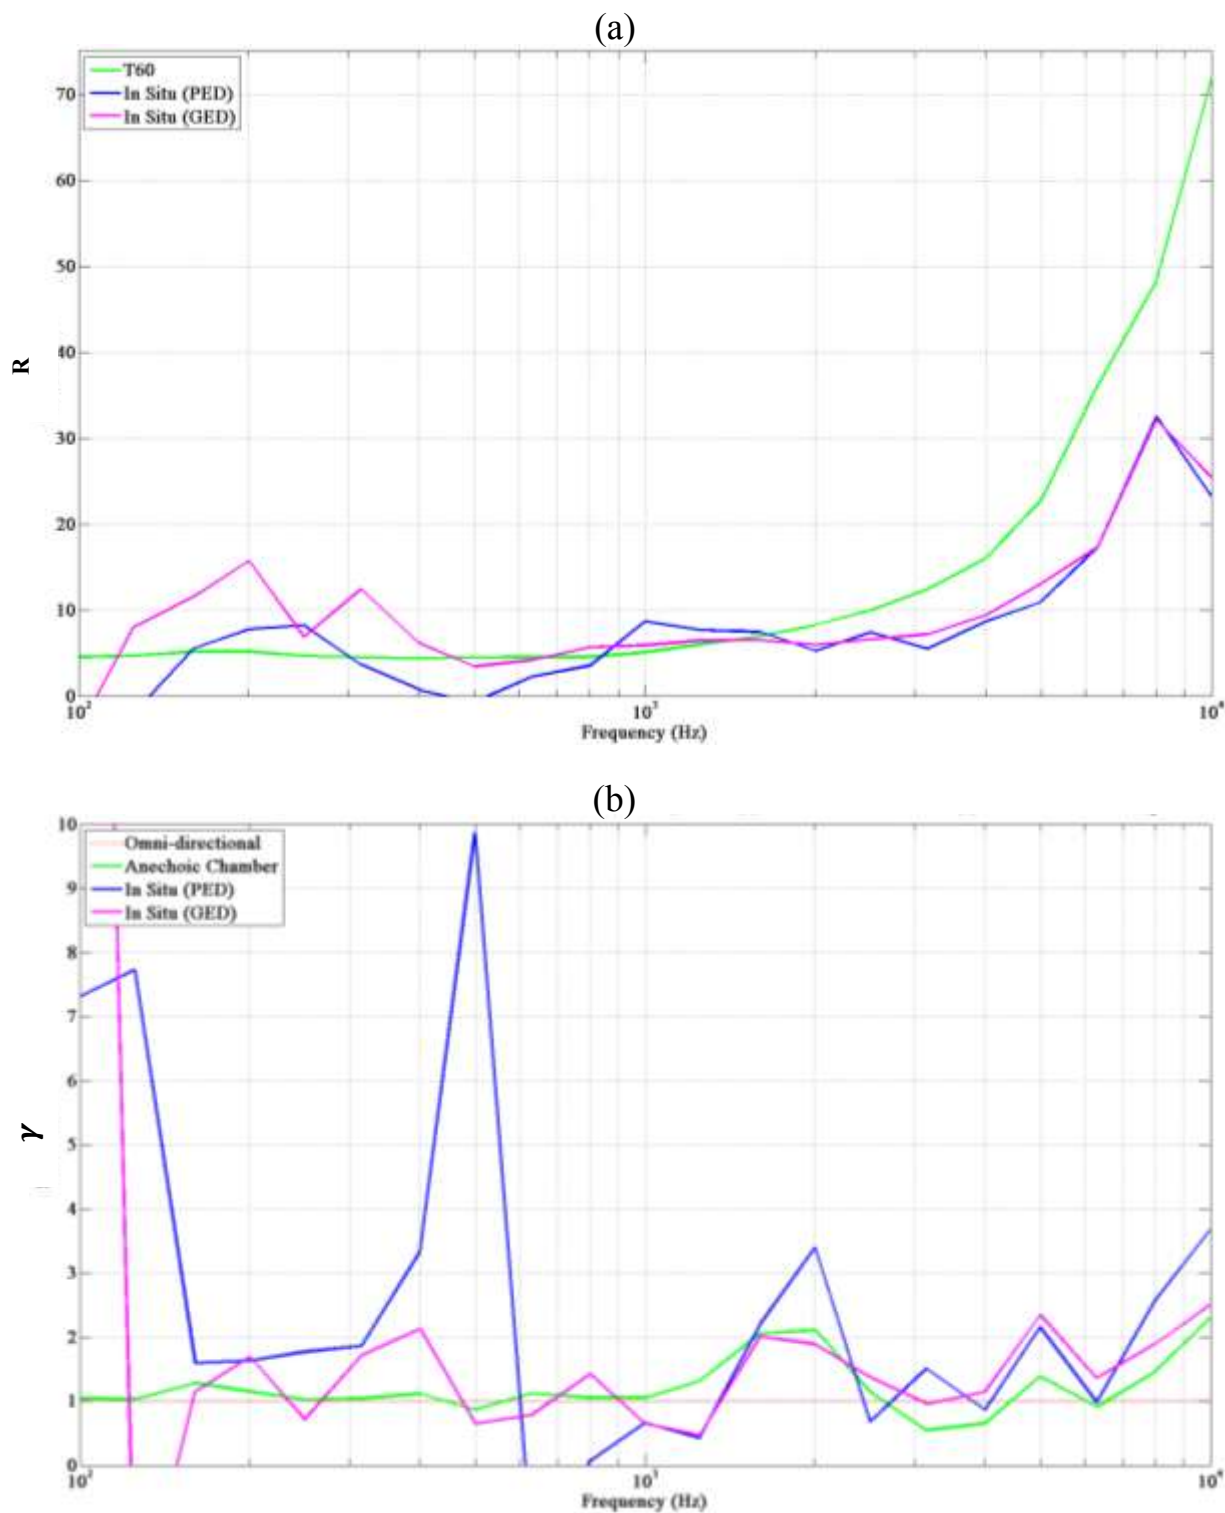 (a)
T60
In Situ (PED)
In Situ (GED)
70
60
50
40
30
20
10
0
R
10² 10³ 10⁴
Frequency (Hz)
(b)
Omni-directional
Anechoic Chamber
In Situ (PED)
In Situ (GED)
10
9
8
7
6
5
4
3
2
1
0
γ
10² 10³ 10⁴
Frequency (Hz)